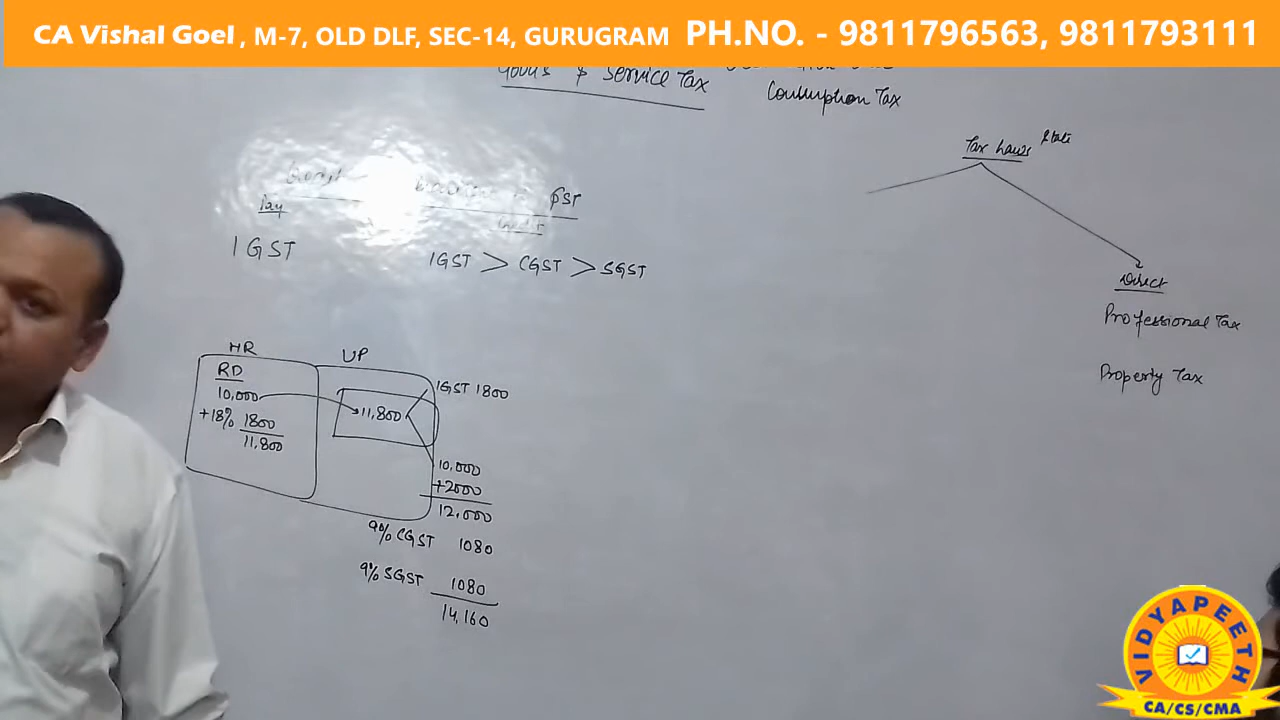 CA Vishal Goel, M-7, OLD DLF, SEC-14, GURUGRAM PH.NO. - 9811796563, 9811793111
Goods & Service Tax
Consumption Tax
Tax Laws State
GST
Pay
IGST
IGST > CGST > SGST
Direct
Professional Tax
Property Tax
HR
UP
RD
10,000
+18% 1800
11,800
11,800
IGST 1800
10,000
+2000
12,000
9% CGST 1080
9% SGST 1080
14,160
VIDYAPEETH
CA/CS/CMA